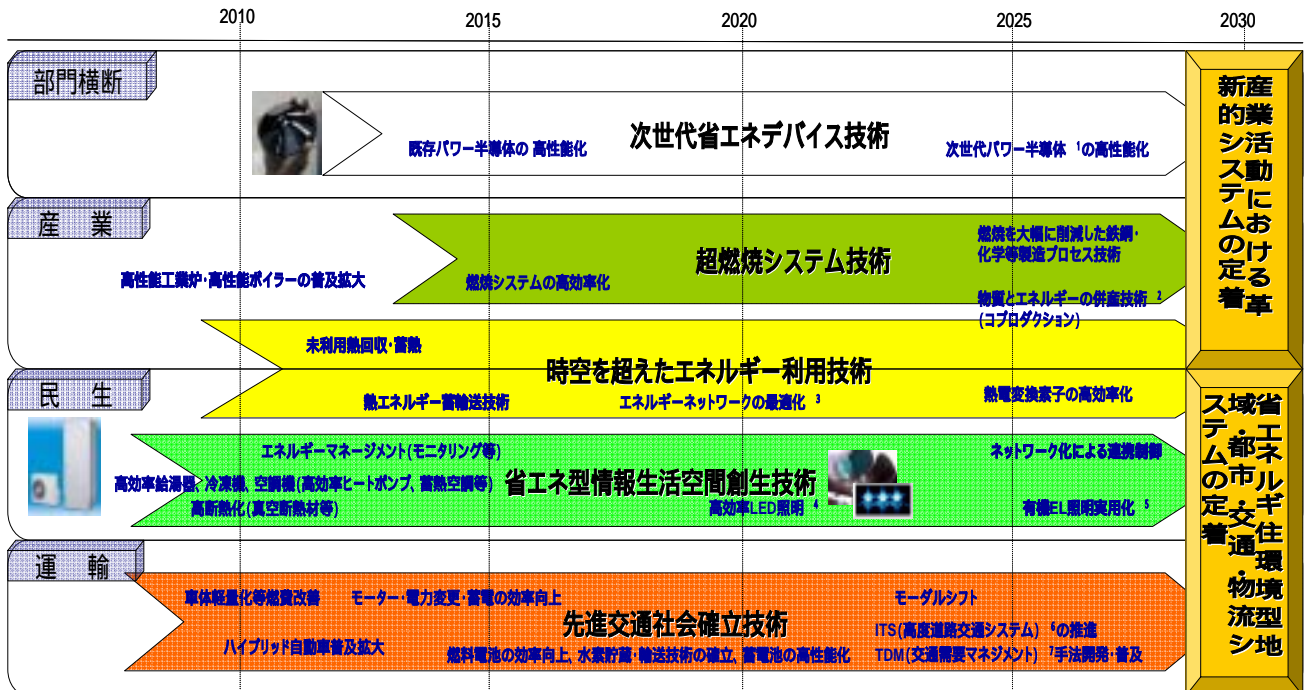 2010
2015
2020
2025
2030
部門横断
既存パワー半導体の 高性能化
次世代省エネデバイス技術
次世代パワー半導体 1の高性能化
産 業
高性能工業炉・高性能ボイラーの普及拡大
燃焼システムの高効率化
超燃焼システム技術
燃焼を大幅に削減した鉄鋼・
化学等製造プロセス技術
物質とエネルギーの併産技術 2
(コプロダクション)
未利用熱回収・蓄熱
時空を超えたエネルギー利用技術
熱エネルギー蓄輸送技術
エネルギーネットワークの最適化 3
熱電変換素子の高効率化
民 生
エネルギーマネージメント(モニタリング等)
高効率給湯器、冷凍機、空調機(高効率ヒートポンプ、蓄熱空調等)
高断熱化(真空断熱材等)
省エネ型情報生活空間創生技術
高効率LED照明 4
ネットワーク化による連携制御
有機EL照明実用化 5
運 輸
車体軽量化等燃費改善
モーター・電力変更・蓄電の効率向上
ハイブリッド自動車普及拡大
先進交通社会確立技術
燃料電池の効率向上、水素貯蔵・輸送技術の確立、蓄電池の高性能化
モーダルシフト
ITS(高度道路交通システム) 6の推進
TDM(交通需要マネジメント) 7手法開発・普及
産業活動における革
新的システムの定着
省エネルギ住環境型地
域・都市・交通・物流シ
ステムの定着